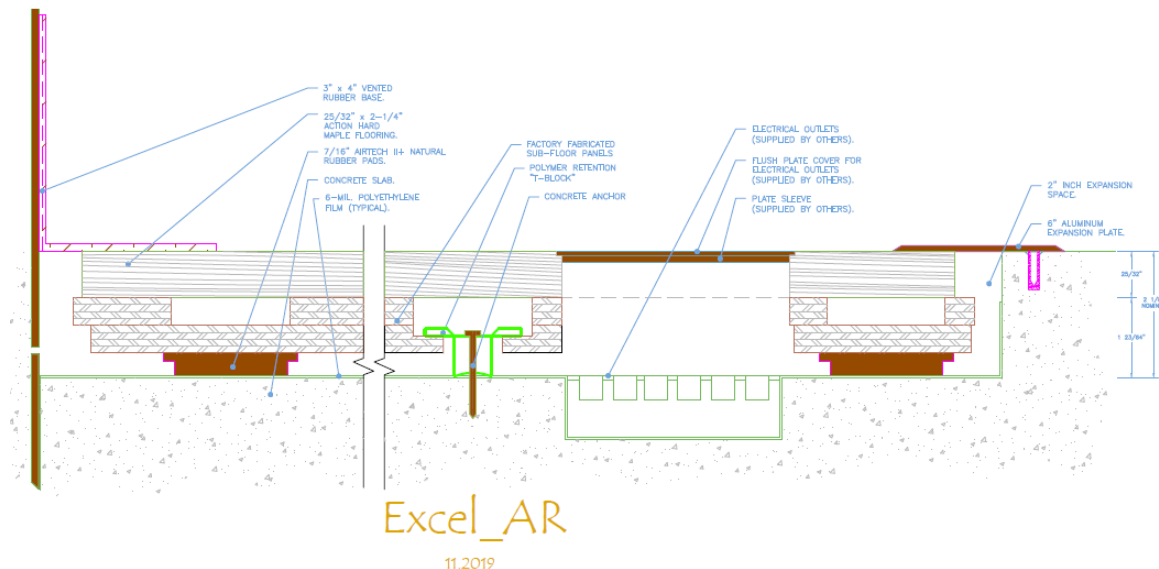 3" x 4" VENTED
RUBBER BASE.
25/32" x 2-1/4"
ACTION HARD
MAPLE FLOORING.
7/16" AIRTECH II+ NATURAL
RUBBER PADS.
CONCRETE SLAB.
6-MIL. POLYETHYLENE
FILM (TYPICAL).
FACTORY FABRICATED
SUB-FLOOR PANELS
POLYMER RETENTION
"T-BLOCK"
CONCRETE ANCHOR
ELECTRICAL OUTLETS
(SUPPLIED BY OTHERS).
FLUSH PLATE COVER FOR
ELECTRICAL OUTLETS
(SUPPLIED BY OTHERS).
PLATE SLEEVE
(SUPPLIED BY OTHERS).
2" INCH EXPANSION
SPACE.
6" ALUMINUM
EXPANSION PLATE.
25/32"
1 23/64"
Excel_AR
11.2019